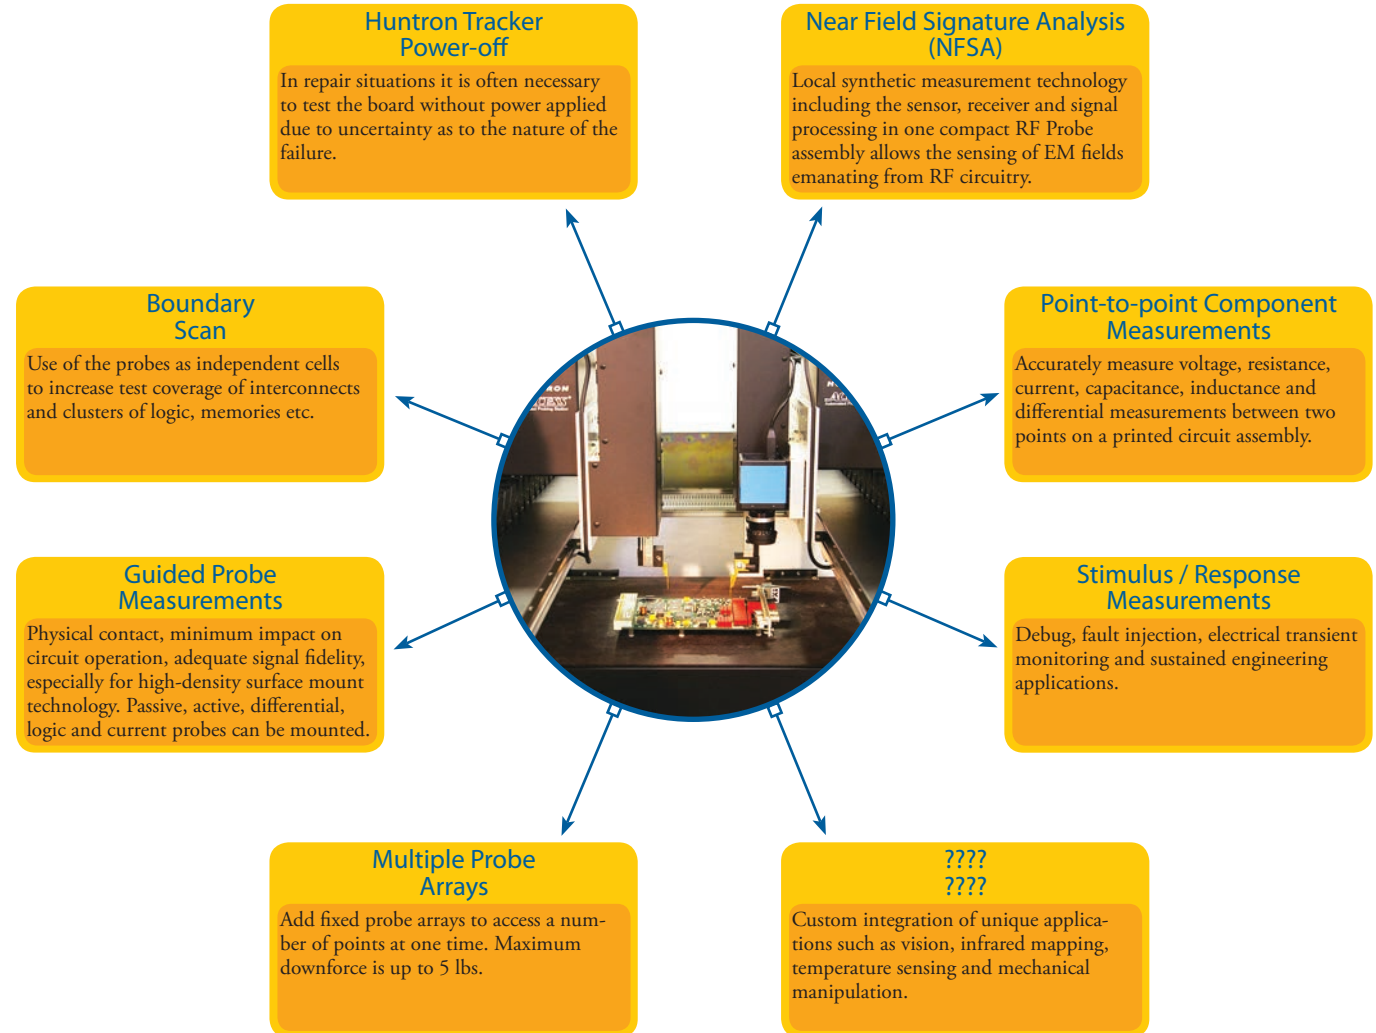 Huntron Tracker
Power-off
In repair situations it is often necessary
to test the board without power applied
due to uncertainty as to the nature of the
failure.
Near Field Signature Analysis
(NFSA)
Local synthetic measurement technology
including the sensor, receiver and signal
processing in one compact RF Probe
assembly allows the sensing of EM fields
emanating from RF circuitry.
Boundary
Scan
Use of the probes as independent cells
to increase test coverage of interconnects
and clusters of logic, memories etc.
Point-to-point Component
Measurements
Accurately measure voltage, resistance,
current, capacitance, inductance and
differential measurements between two
points on a printed circuit assembly.
Guided Probe
Measurements
Physical contact, minimum impact on
circuit operation, adequate signal fidelity,
especially for high-density surface mount
technology. Passive, active, differential,
logic and current probes can be mounted.
Stimulus / Response
Measurements
Debug, fault injection, electrical transient
monitoring and sustained engineering
applications.
Multiple Probe
Arrays
Add fixed probe arrays to access a num-
ber of points at one time. Maximum
downforce is up to 5 lbs.
????
????
Custom integration of unique applica-
tions such as vision, infrared mapping,
temperature sensing and mechanical
manipulation.